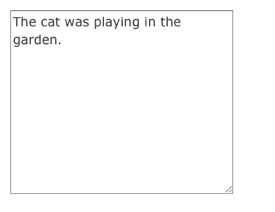 The cat was playing in the
garden.